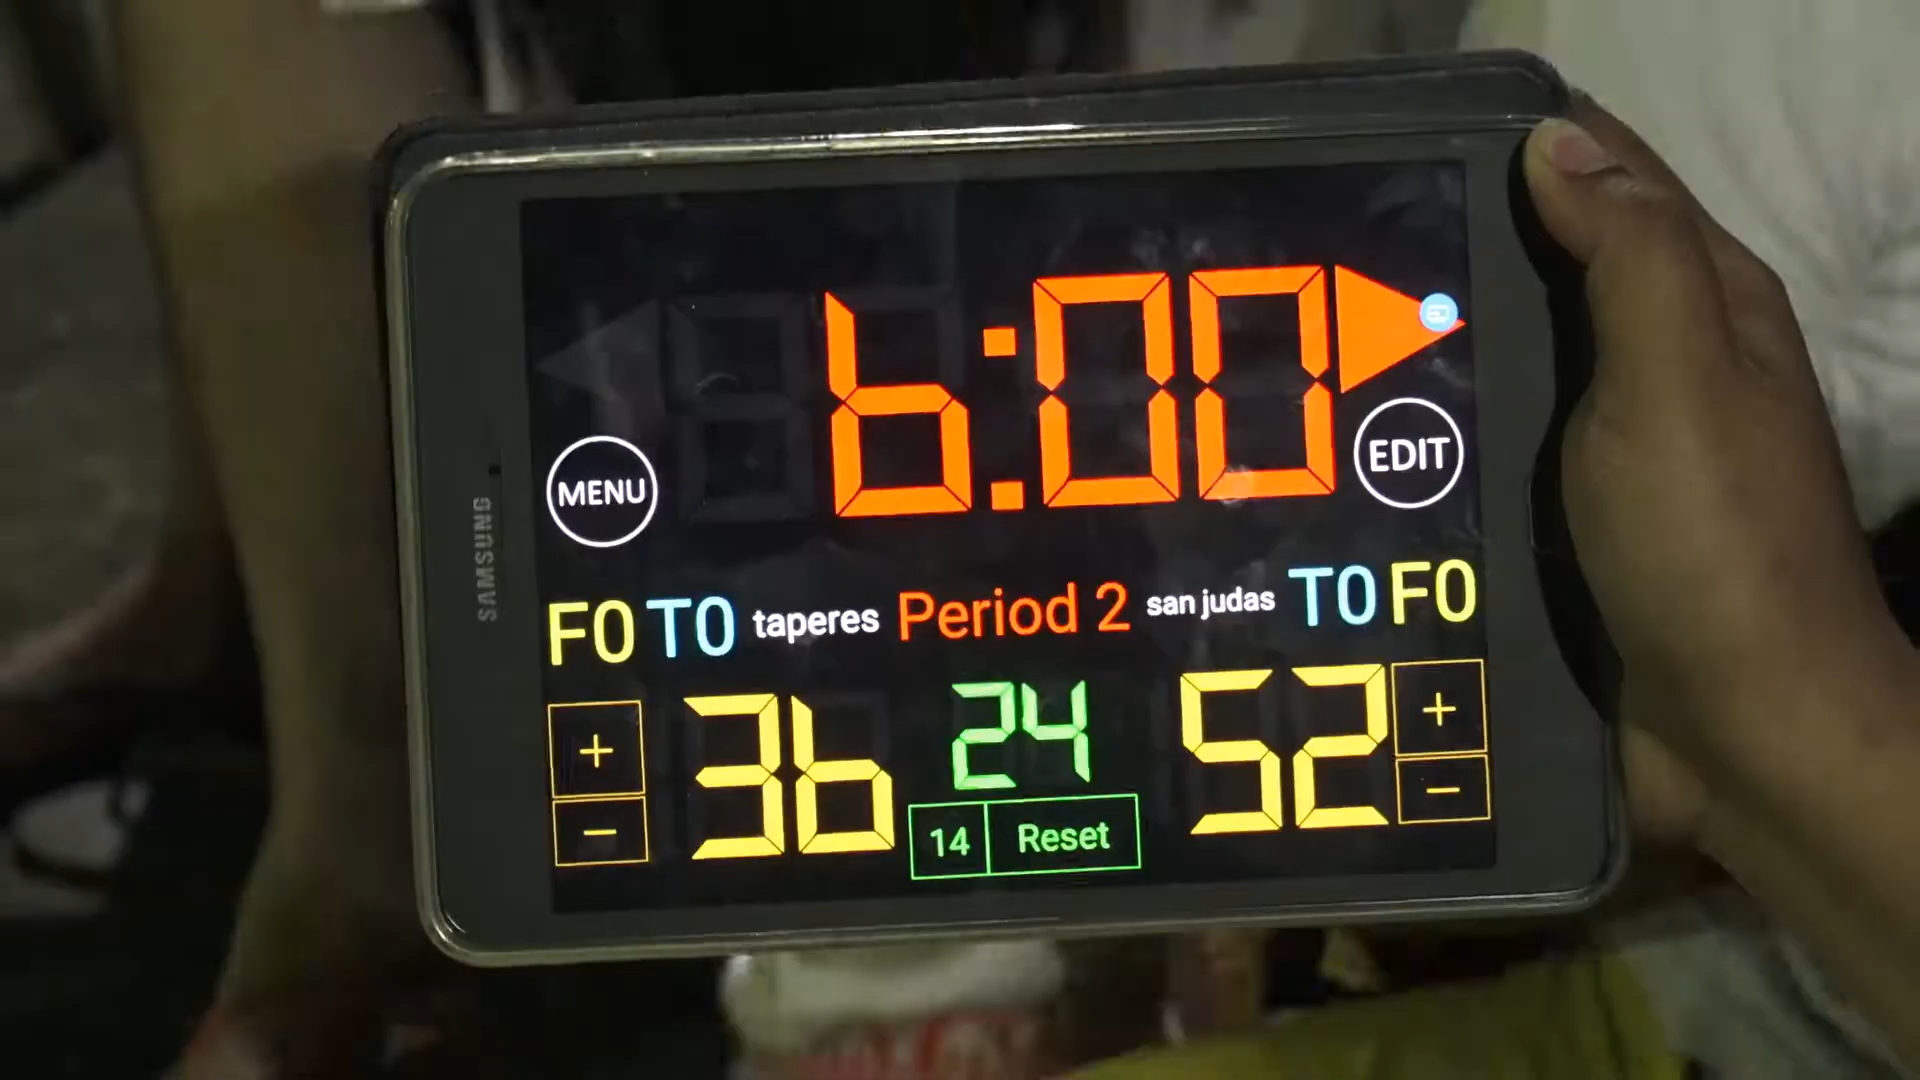 6:00
MENU
EDIT
F0 T0 taperes Period 2 san judas T0 F0
+ 36 24 52 +
- 14 Reset -
SAMSUNG